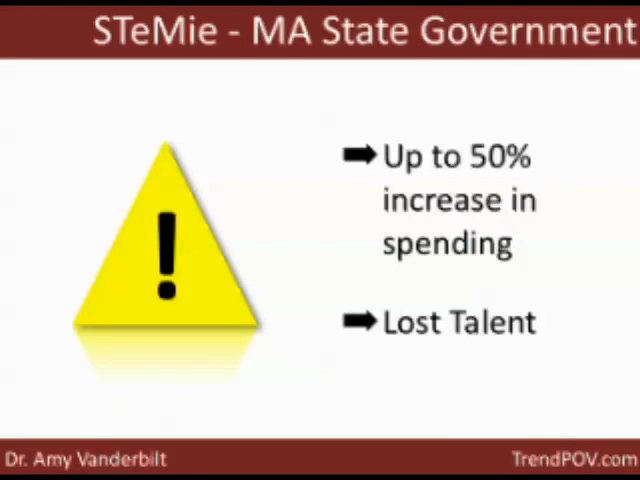 STeMie - MA State Government
Up to 50%
increase in
spending
Lost Talent
!
Dr. Amy Vanderbilt
TrendPOV.com